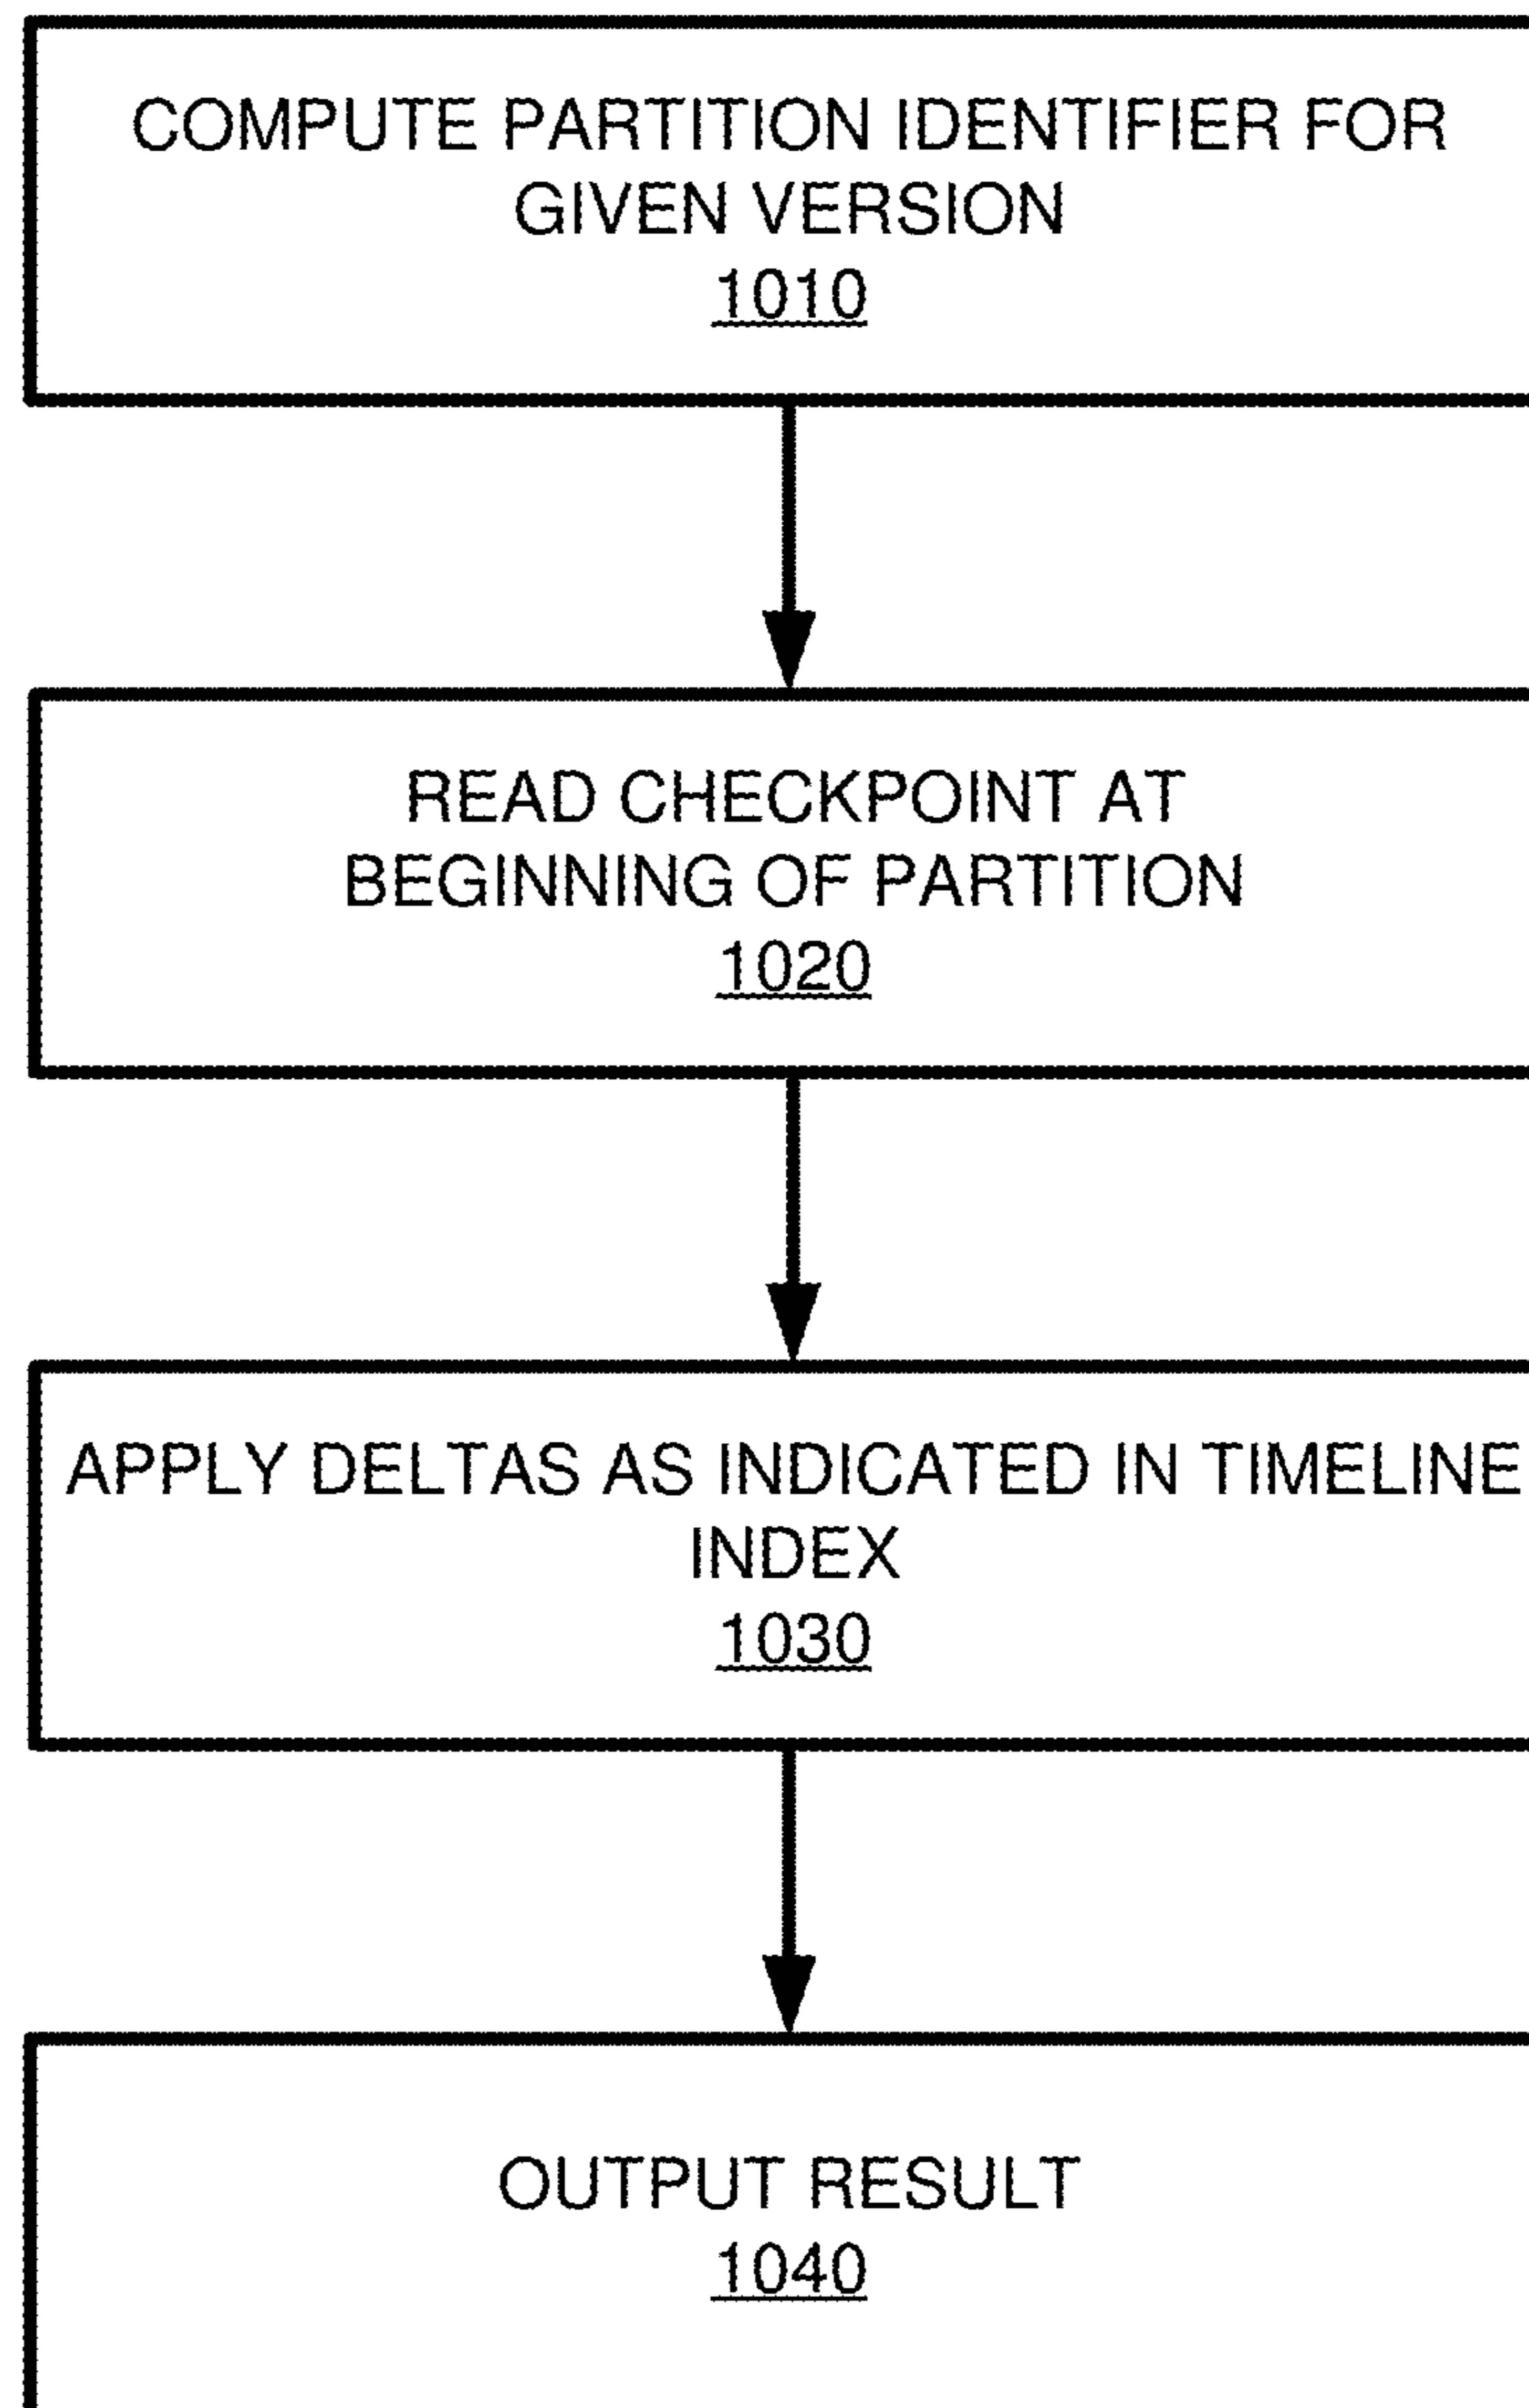 COMPUTE PARTITION IDENTIFIER FOR
GIVEN VERSION
1010
READ CHECKPOINT AT
BEGINNING OF PARTITION
1020
APPLY DELTAS AS INDICATED IN TIMELINE
INDEX
1030
OUTPUT RESULT
1040